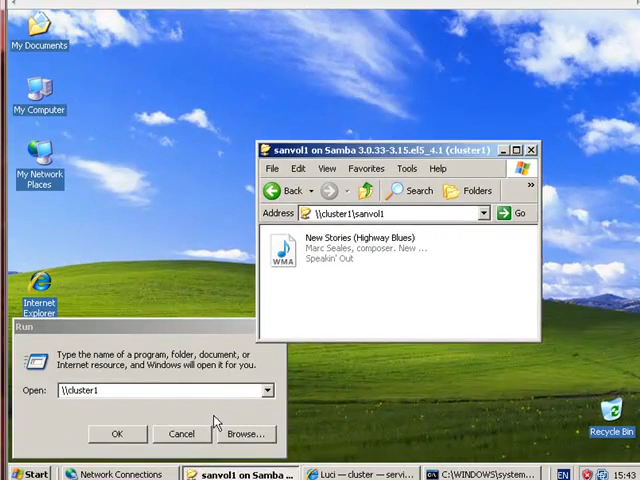 My Documents
My Computer
My Network
Places
Internet
Explorer
sanvol1 on Samba 3.0.33-3.15.el5_4.1 (cluster1)
File Edit View Favorites Tools Help
Back Search Folders »
Address \\cluster1\sanvol1 Go
WMA
New Stories (Highway Blues)
Marc Seales, composer. New ...
Speakin' Out
Run
Type the name of a program, folder, document, or
Internet resource, and Windows will open it for you.
Open: \\cluster1
OK Cancel Browse...
Recycle Bin
Start Network Connections sanvol1 on Samba ... Luci — cluster — servi... C:\WINDOWS\system... EN 15:43